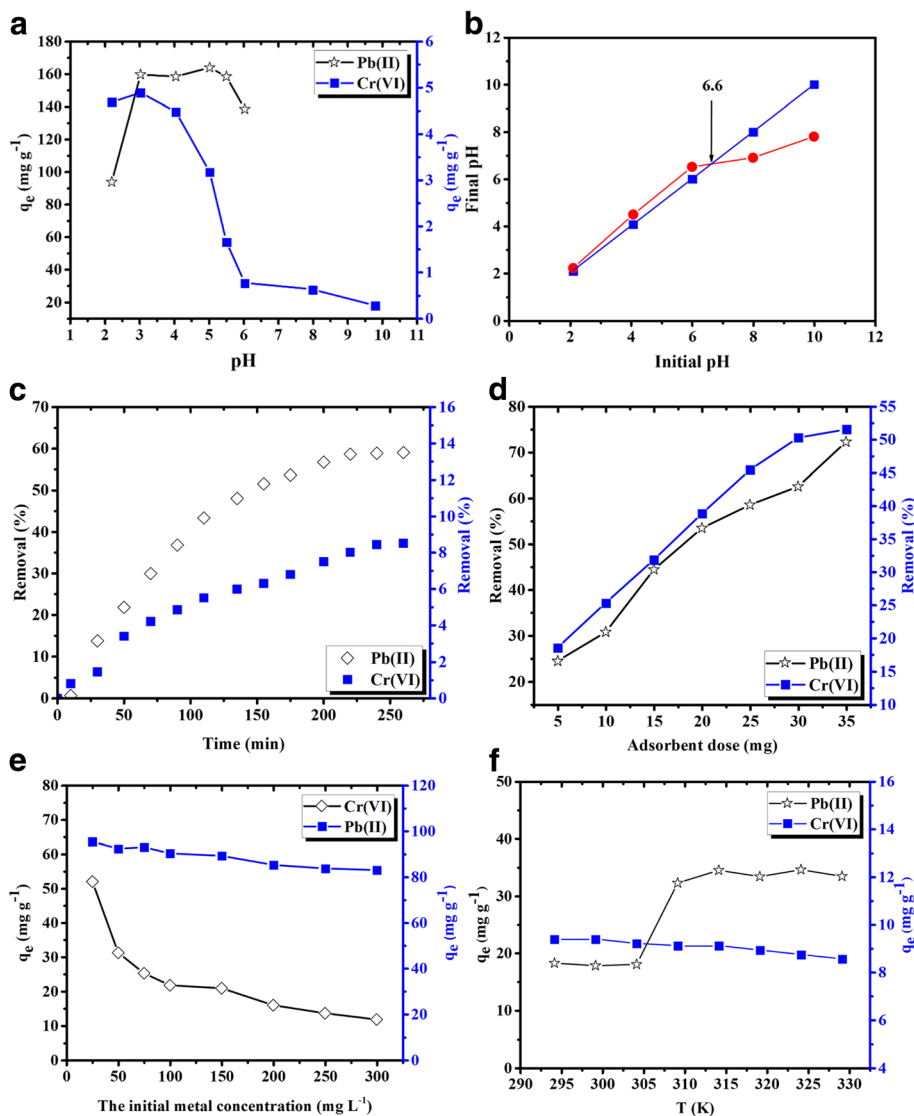 a
180
160
140
120
100
80
60
40
20
qe (mg g-1)
6
5
4
3
2
1
0
qe (mg g-1)
Pb(II)
Cr(VI)
1 2 3 4 5 6 7 8 9 10 11
pH
b
12
10
8
6
4
2
0
Final pH
6.6
0 2 4 6 8 10 12
Initial pH
c
70
60
50
40
30
20
10
0
Removal (%)
16
14
12
10
8
6
4
2
0
Removal (%)
Pb(II)
Cr(VI)
0 50 100 150 200 250
Time (min)
d
80
70
60
50
40
30
20
Removal (%)
55
50
45
40
35
30
25
20
15
10
Removal (%)
Pb(II)
Cr(VI)
5 10 15 20 25 30 35
Adsorbent dose (mg)
e
80
70
60
50
40
30
20
10
0
qe (mg g-1)
120
100
80
60
40
20
0
qe (mg g-1)
Cr(VI)
Pb(II)
0 50 100 150 200 250 300
The initial metal concentration (mg L-1)
f
50
40
30
20
10
0
qe (mg g-1)
16
14
12
10
8
6
4
qe (mg g-1)
Pb(II)
Cr(VI)
290 295 300 305 310 315 320 325 330
T (K)